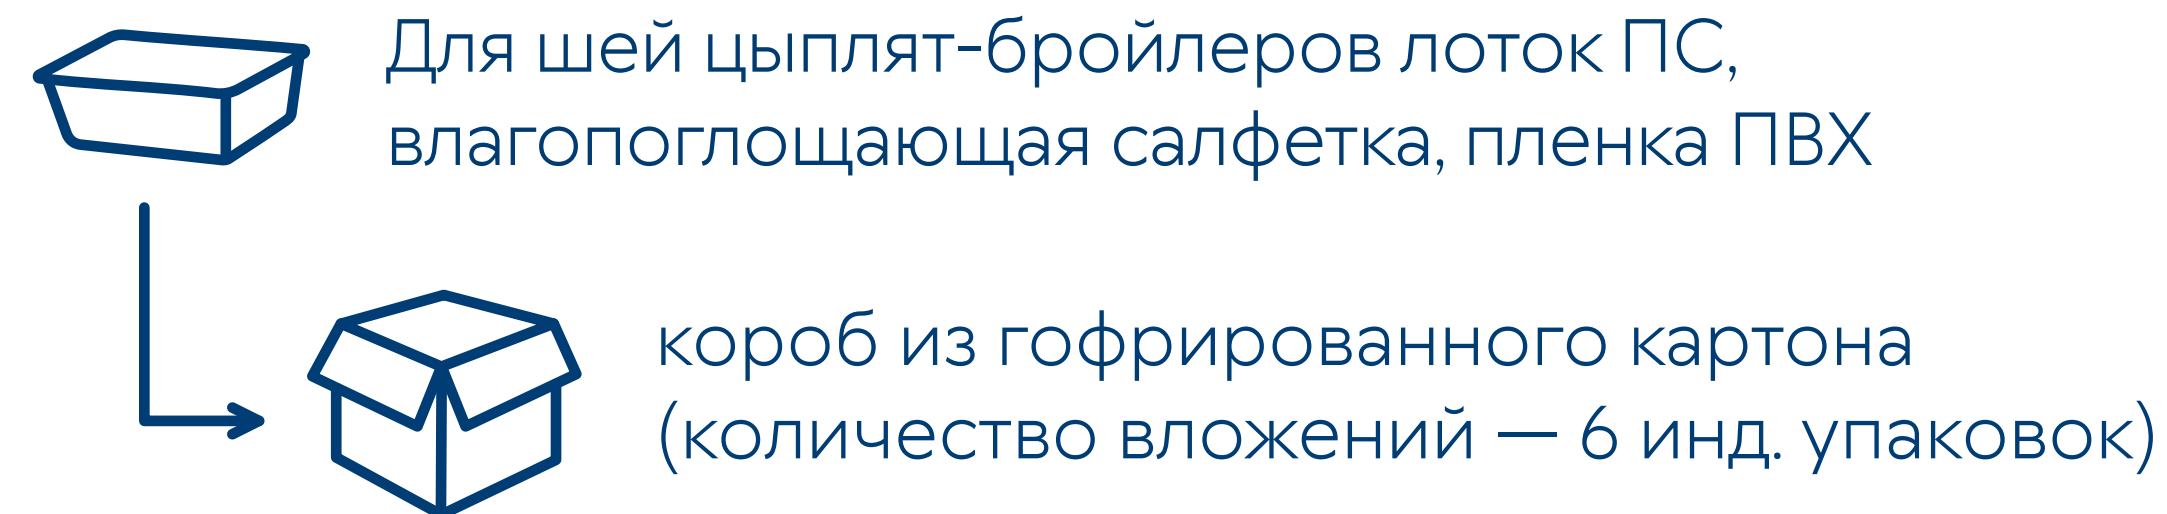 Для шей цыплят-бройлеров лоток ПС,
влагопоглощающая салфетка, пленка ПВХ
короб из гофрированного картона
(количество вложений — 6 инд. упаковок)